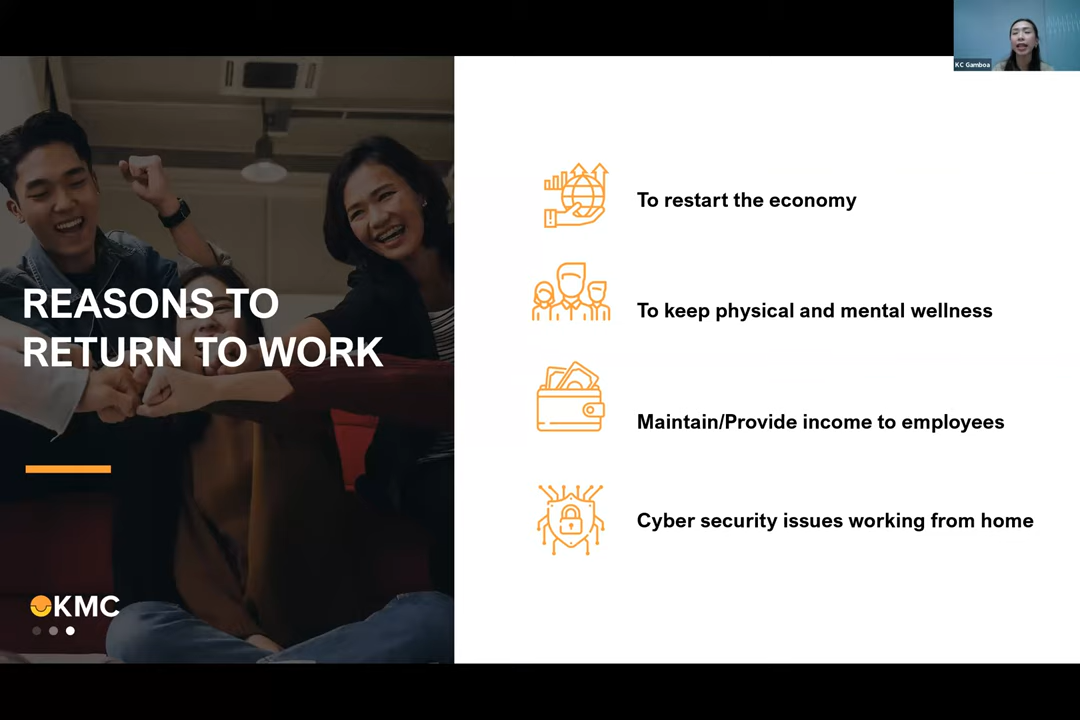 KC Gamboa
REASONS TO
RETURN TO WORK
KMC
To restart the economy
To keep physical and mental wellness
Maintain/Provide income to employees
Cyber security issues working from home